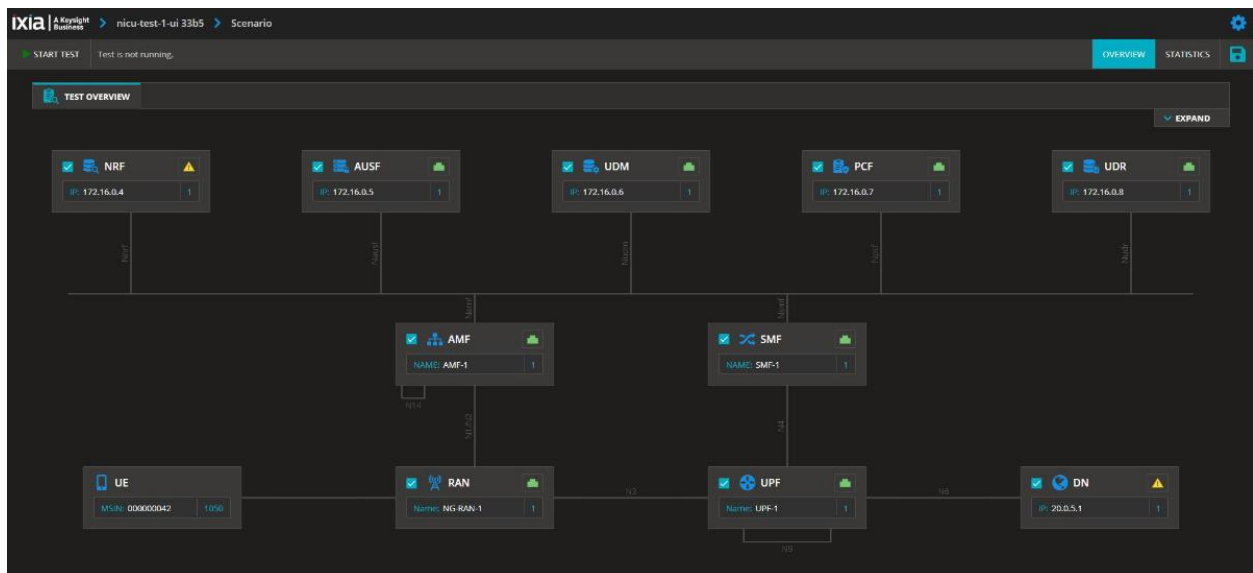 IXIA A Keysight Business > nicu-test-1-ui 33b5 > Scenario
START TEST Test is not running. OVERVIEW STATISTICS
TEST OVERVIEW
EXPAND
NRF
IP: 172.16.0.4 1
AUSF
IP: 172.16.0.5 1
UDM
IP: 172.16.0.6 1
PCF
IP: 172.16.0.7 1
UDR
IP: 172.16.0.8 1
Nnrf
Nausf
Nudm
Npcf
Nudr
Namf
AMF
NAME: AMF-1 1
SMF
NAME: SMF-1 1
N14
N1/N2
N4
UE
MSIN: 000000042 1050
RAN
Name: NG-RAN-1 1
N3
UPF
Name: UPF-1 1
N6
DN
IP: 20.0.5.1 1
N9